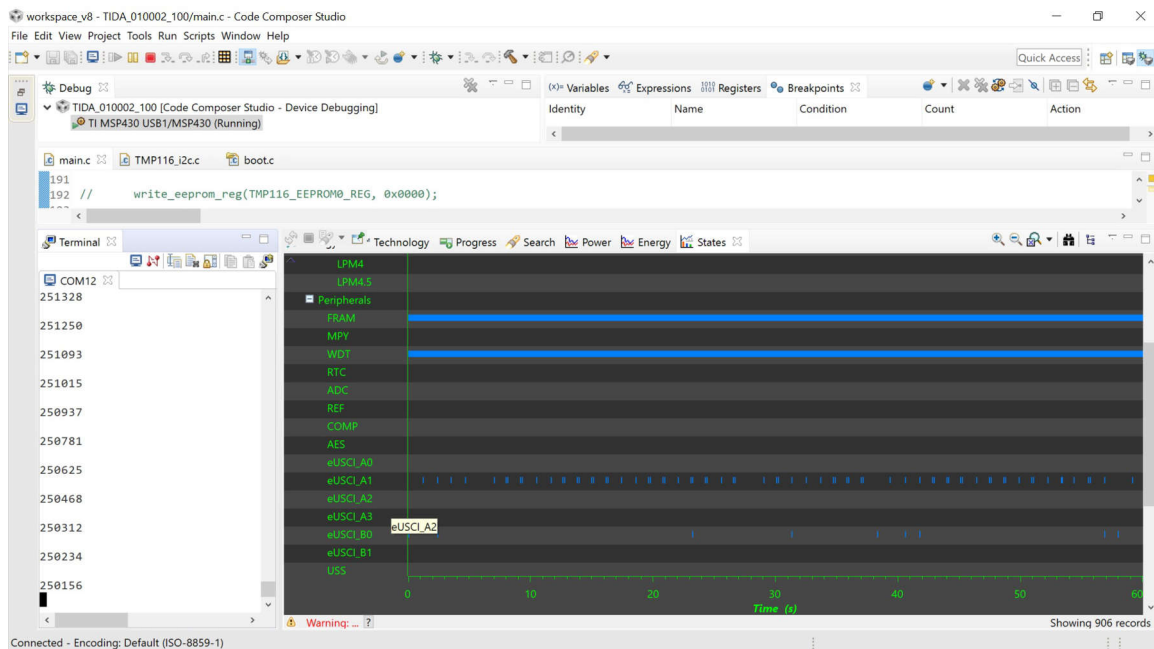 workspace_v8 - TIDA_010002_100/main.c - Code Composer Studio
File Edit View Project Tools Run Scripts Window Help
Quick Access
Debug
(x)= Variables Expressions 1010 0101 Registers Breakpoints
TIDA_010002_100 [Code Composer Studio - Device Debugging]
TI MSP430 USB1/MSP430 (Running)
Identity Name Condition Count Action
main.c TMP116_i2c.c boot.c
191
192 // write_eeprom_reg(TMP116_EEPROM0_REG, 0x0000);
Terminal
Technology Progress Search Power Energy States
COM12
251328
251250
251093
251015
250937
250781
250625
250468
250312
250234
250156
LPM4
LPM4.5
Peripherals
FRAM
MPY
WDT
RTC
ADC
REF
COMP
AES
eUSCI_A0
eUSCI_A1
eUSCI_A2
eUSCI_A3
eUSCI_A2
eUSCI_B0
eUSCI_B1
USS
0 10 20 30 40 50 60
Time (s)
Warning: ... ?
Showing 906 records
Connected - Encoding: Default (ISO-8859-1)